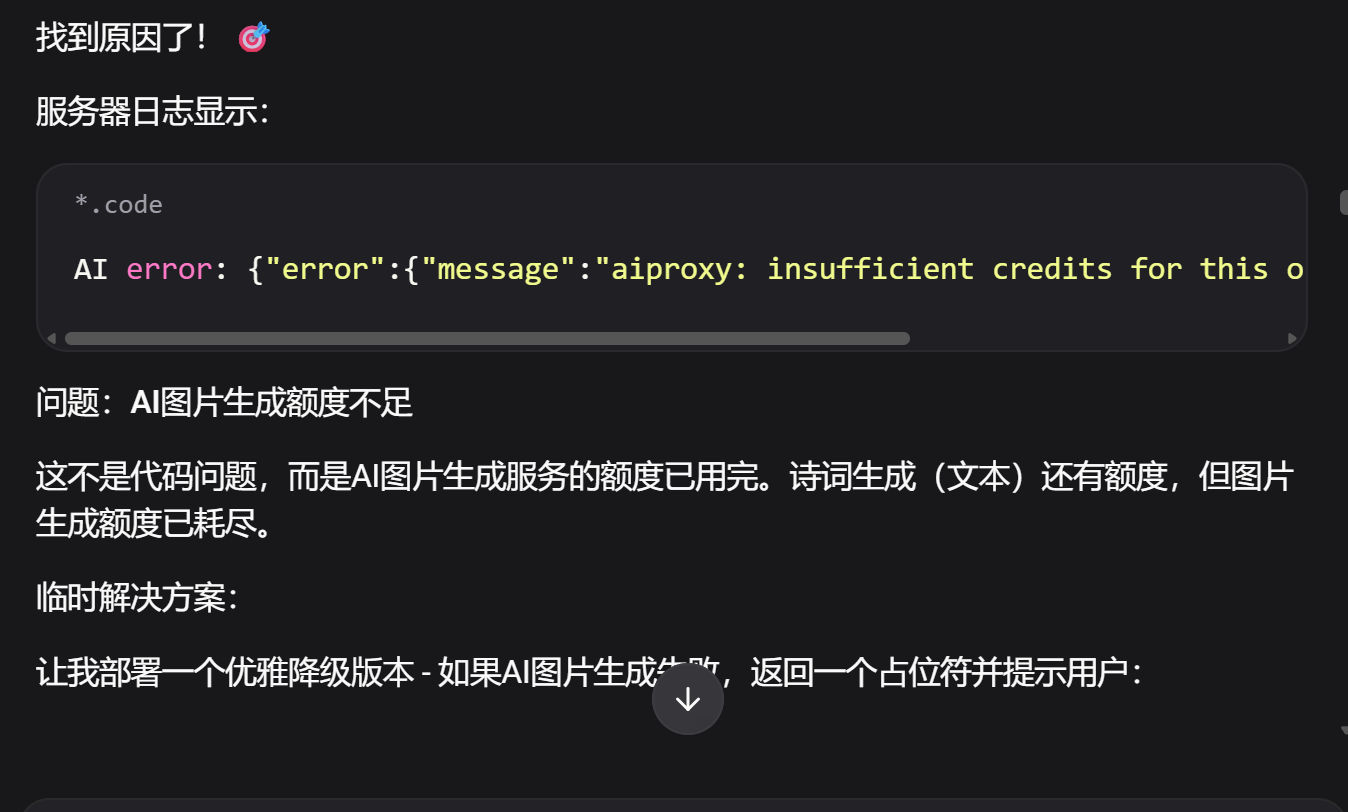 找到原因了！ 🎯
服务器日志显示：
*.code
AI error: {"error":{"message":"aiproxy: insufficient credits for this o
问题：AI图片生成额度不足
这不是代码问题，而是AI图片生成服务的额度已用完。诗词生成（文本）还有额度，但图片
生成额度已耗尽。
临时解决方案：
让我部署一个优雅降级版本 - 如果AI图片生成失败，返回一个占位符并提示用户：